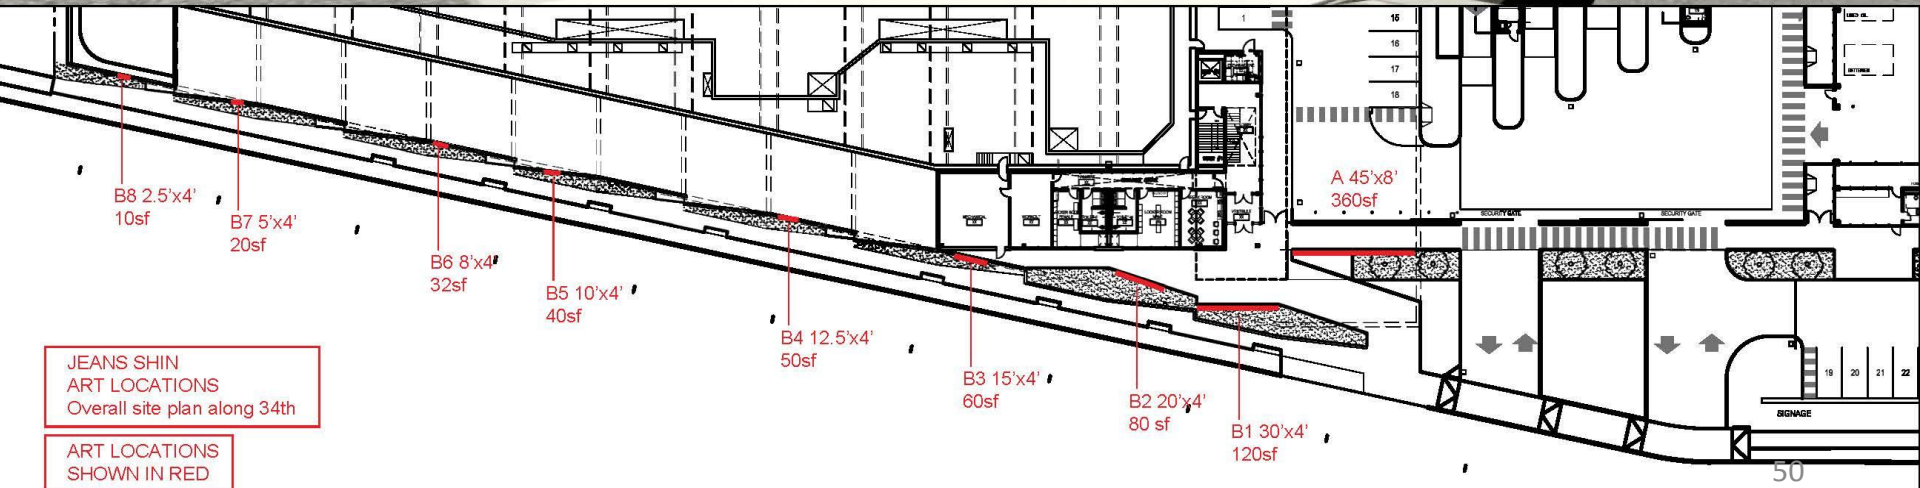 1
15
16
17
18
A 45'x8'
360sf
SECURITY GATE
SECURITY GATE
B8 2.5'x4'
10sf
B7 5'x4'
20sf
B6 8'x4'
32sf
B5 10'x4'
40sf
B4 12.5'x4'
50sf
B3 15'x4'
60sf
B2 20'x4'
80 sf
B1 30'x4'
120sf
MECHANICAL
19 20 21 22
SIGNAGE
JEANS SHIN
ART LOCATIONS
Overall site plan along 34th
ART LOCATIONS
SHOWN IN RED
50